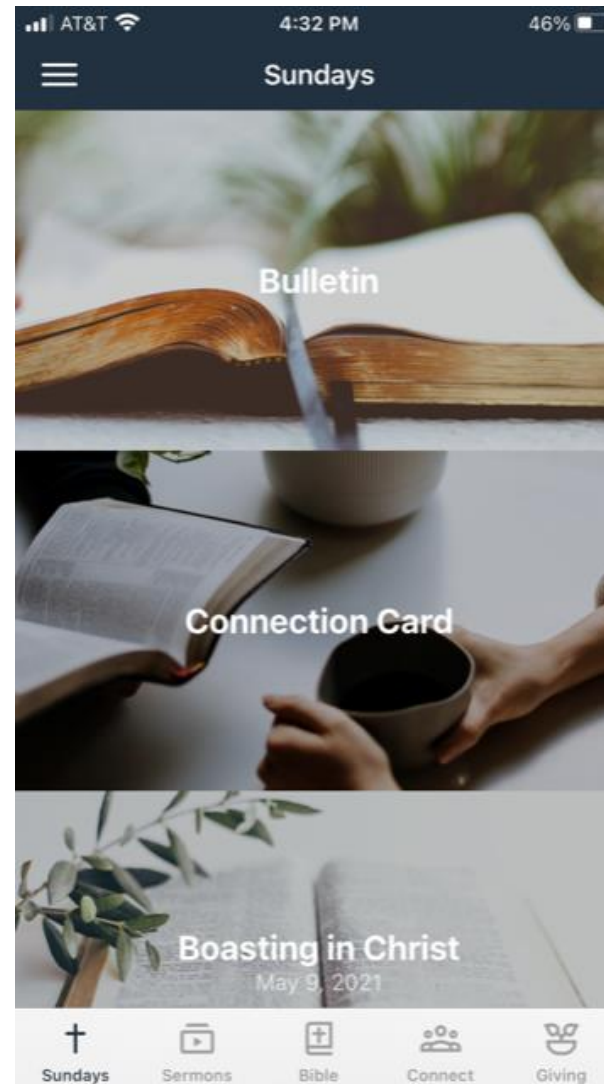 AT&T 4:32 PM 46%
Sundays
Bulletin
Connection Card
Boasting in Christ
May 9, 2021
Sundays Sermons Bible Connect Giving